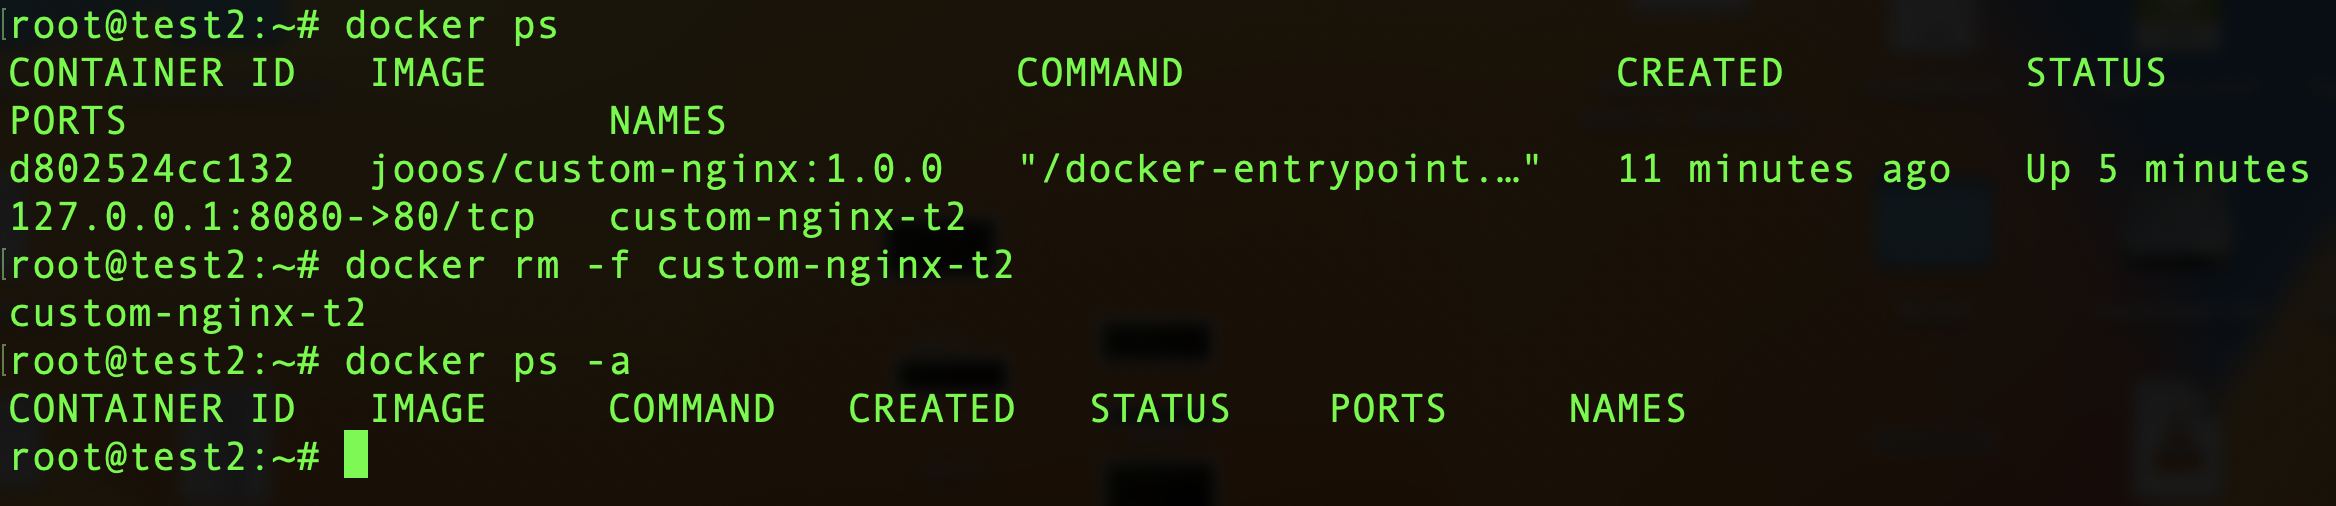 root@test2:~# docker ps
CONTAINER ID   IMAGE                       COMMAND                  CREATED          STATUS
PORTS                    NAMES
d802524cc132   jooos/custom-nginx:1.0.0   "/docker-entrypoint.…"   11 minutes ago   Up 5 minutes
127.0.0.1:8080->80/tcp   custom-nginx-t2
root@test2:~# docker rm -f custom-nginx-t2
custom-nginx-t2
root@test2:~# docker ps -a
CONTAINER ID   IMAGE     COMMAND   CREATED   STATUS    PORTS     NAMES
root@test2:~#